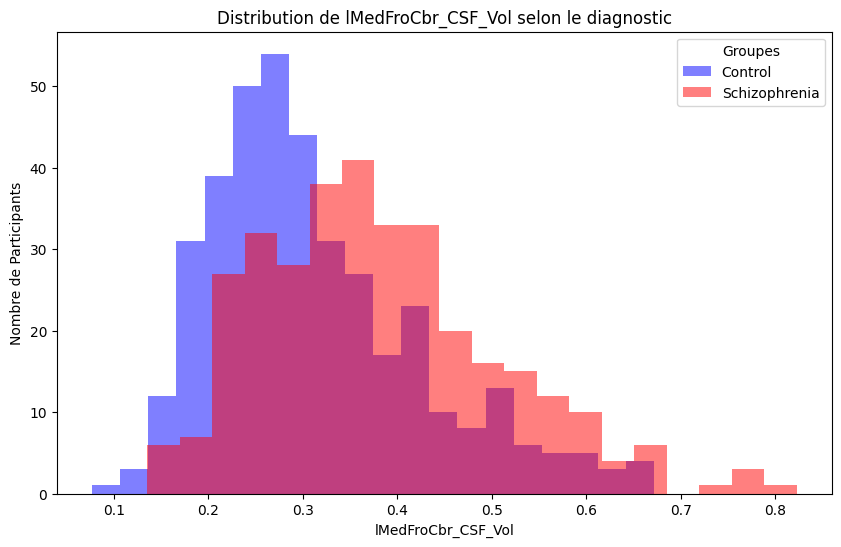 Distribution de lMedFroCbr_CSF_Vol selon le diagnostic
Groupes
Control
Schizophrenia
Nombre de Participants
50
40
30
20
10
0
0.1 0.2 0.3 0.4 0.5 0.6 0.7 0.8
lMedFroCbr_CSF_Vol